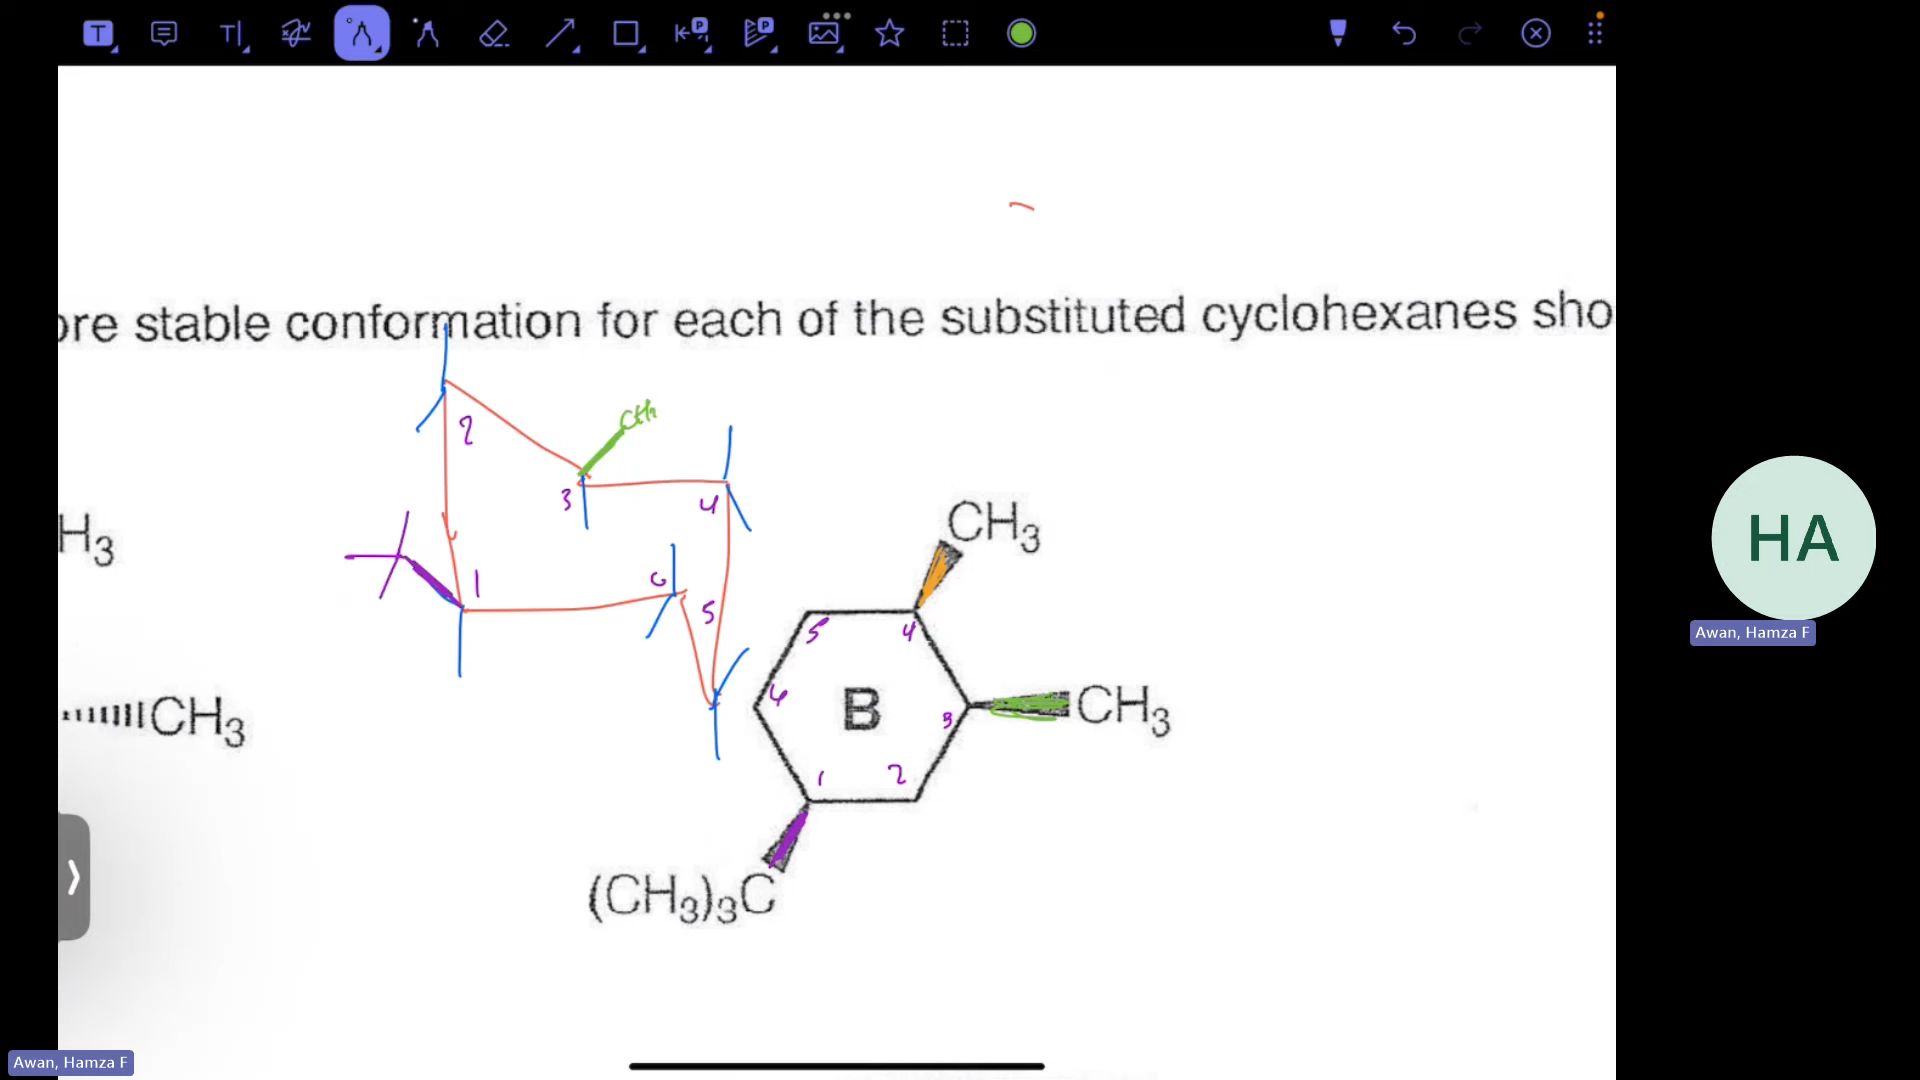 T
T
P
P
ore stable conformation for each of the substituted cyclohexanes sho
2
CH3
3
4
H3
1
6
5
CH3
HA
Awan, Hamza F
5
4
6
B
3
CH3
CH3
1
2
(CH3)3C
Awan, Hamza F